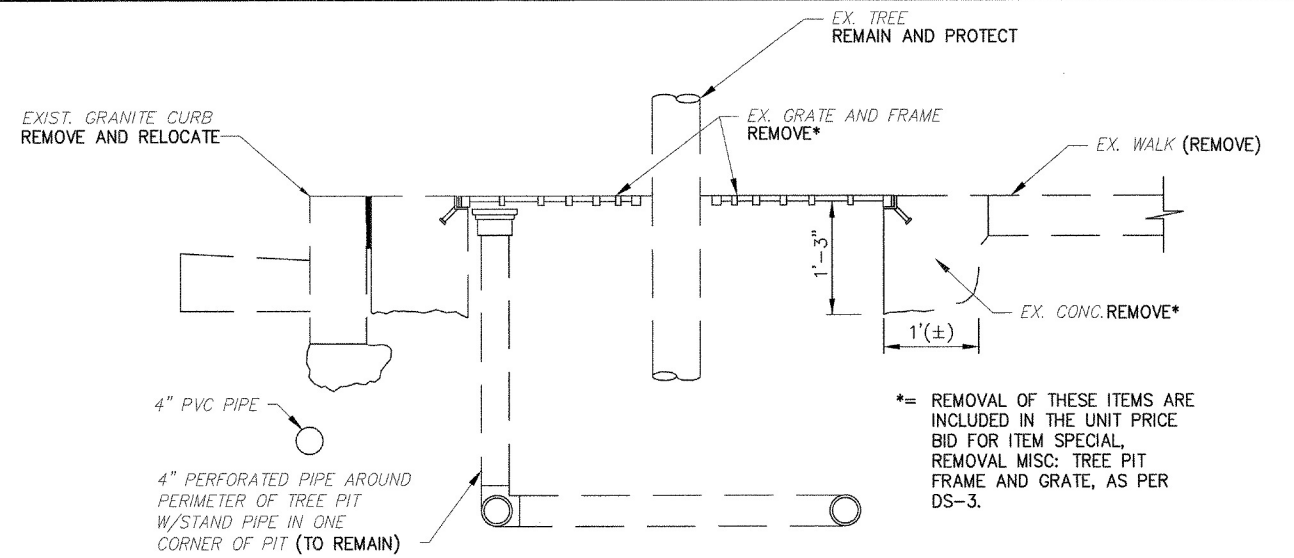 EX. TREE
REMAIN AND PROTECT
EXIST. GRANITE CURB
REMOVE AND RELOCATE
EX. GRATE AND FRAME
REMOVE*
EX. WALK (REMOVE)
1'-3"
EX. CONC. REMOVE*
1'(±)
4" PVC PIPE
4" PERFORATED PIPE AROUND
PERIMETER OF TREE PIT
W/STAND PIPE IN ONE
CORNER OF PIT (TO REMAIN)
*= REMOVAL OF THESE ITEMS ARE
INCLUDED IN THE UNIT PRICE
BID FOR ITEM SPECIAL,
REMOVAL MISC: TREE PIT
FRAME AND GRATE, AS PER
DS-3.